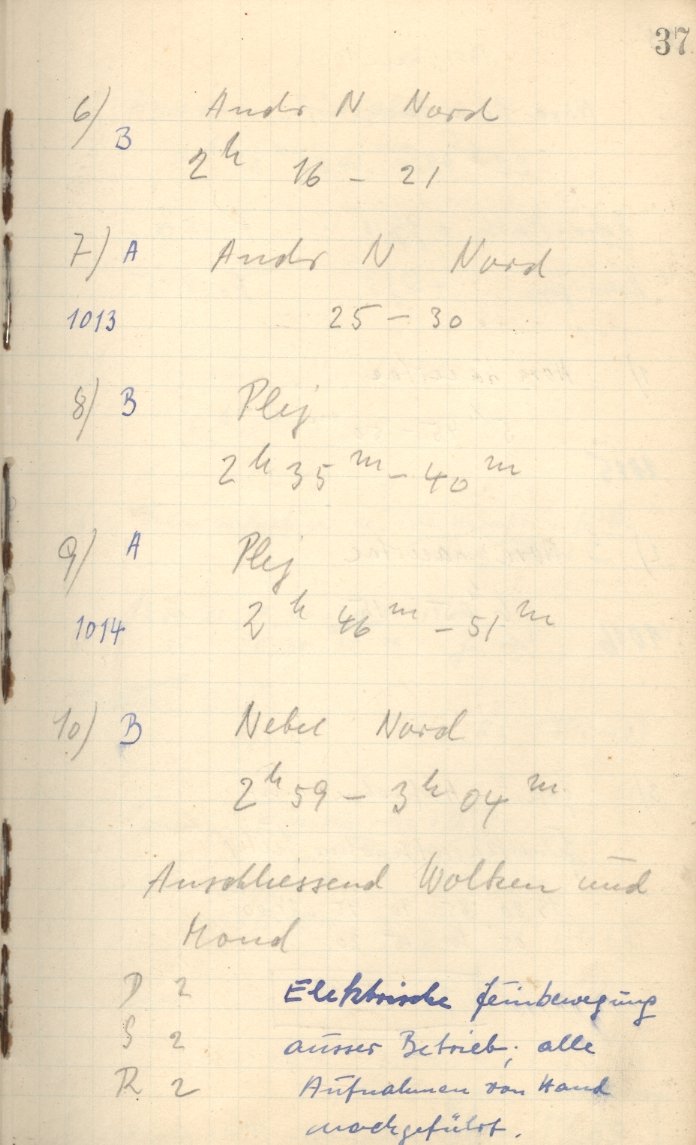 37
6) B Andr N Nord
2h 16 - 21
7) A Andr N Nord
1013 25 - 30
8) B Plej
2h 35m - 40m
9) A Plej
1014 2h 46m - 51m
10) B Nebel Nord
2h 59 - 3h 04m
Anschliessend Wolken und
Mond
D 2 Elektrische Feinbewegung
S 2 ausser Betrieb; alle
R 2 Aufnahmen von Hand
nachgeführt.